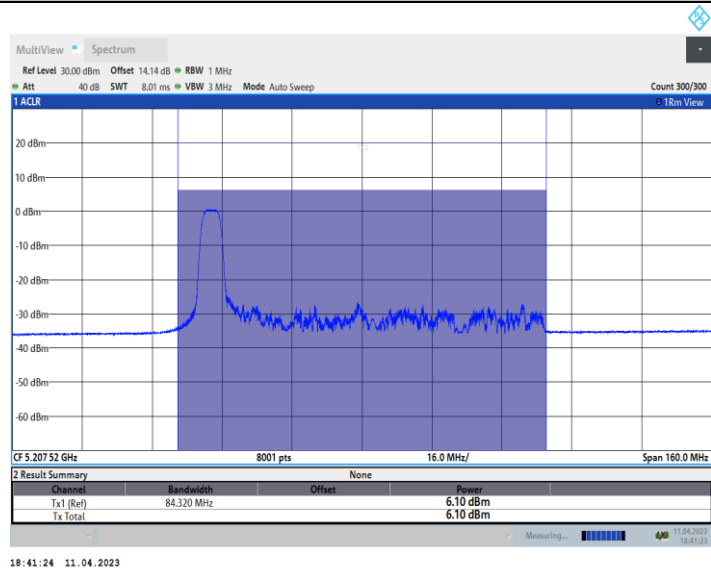 MultiView Spectrum
Ref Level 30.00 dBm Offset 14.14 dB RBW 1 MHz
Att 40 dB SWT 8.01 ms VBW 3 MHz Mode Auto Sweep Count 300/300
1 ACLR 1Rm View
20 dBm
10 dBm
0 dBm
-10 dBm
-20 dBm
-30 dBm
-40 dBm
-50 dBm
-60 dBm
CF 5.207 52 GHz 8001 pts 16.0 MHz/ Span 160.0 MHz
2 Result Summary None
Channel Bandwidth Offset Power
Tx1 (Ref) 84.320 MHz 6.10 dBm
Tx Total 6.10 dBm
Measuring... 11.04.2023
18:41:23
18:41:24 11.04.2023